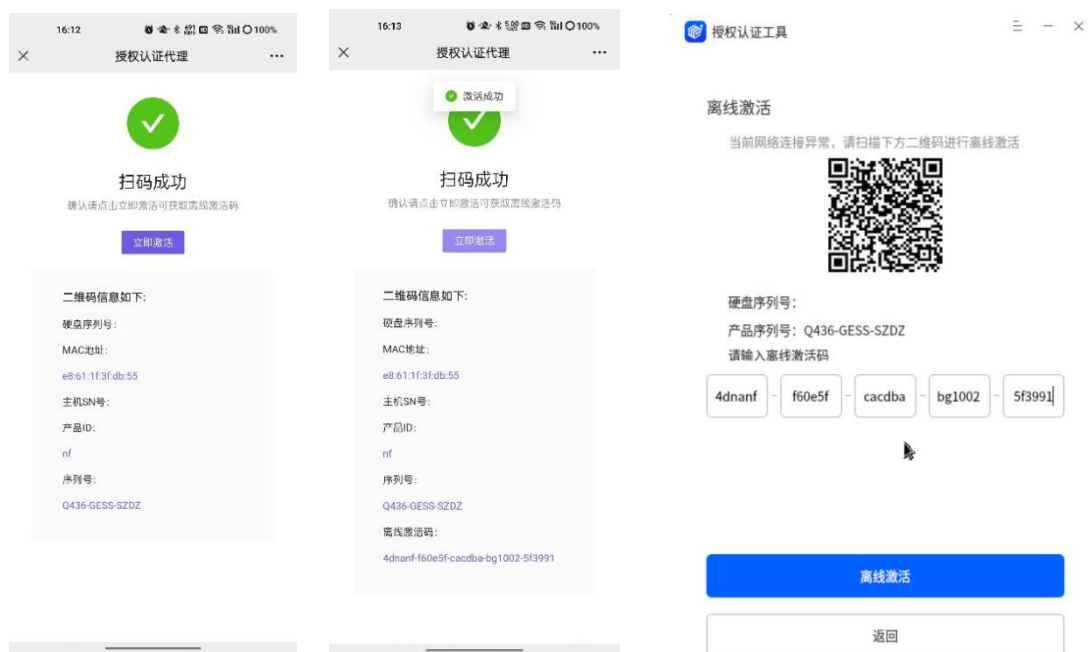 16:12
100%
授权认证代理
扫码成功
确认请点击立即激活可获取离线激活码
立即激活
二维码信息如下:
硬盘序列号:
MAC地址:
e8:61:1f:3f:db:55
主机SN号:
产品ID:
nf
序列号:
Q436-GESS-SZDZ
16:13
100%
授权认证代理
激活成功
扫码成功
确认请点击立即激活可获取离线激活码
立即激活
二维码信息如下:
硬盘序列号:
MAC地址:
e8:61:1f:3f:db:55
主机SN号:
产品ID:
nf
序列号:
Q436-GESS-SZDZ
离线激活码:
4dnanf-f60e5f-cacdba-bg1002-5f3991
授权认证工具
离线激活
当前网络连接异常，请扫描下方二维码进行离线激活
硬盘序列号:
产品序列号: Q436-GESS-SZDZ
请输入离线激活码
4dnanf - f60e5f - cacdba - bg1002 - 5f3991
离线激活
返回